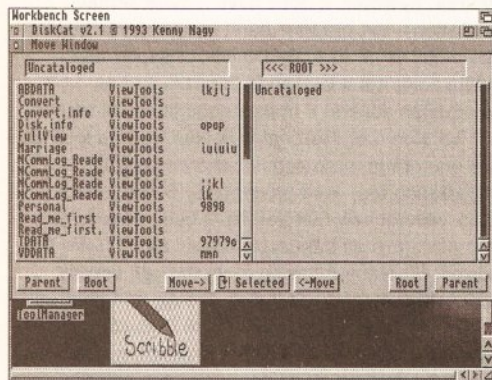 Workbench Screen
DiskCat v2.1 © 1993 Kenny Nagy
Move Window
Uncataloged
<<< ROOT >>>
ABDATA ViewTools lkjlj
Convert ViewTools
Convert.info ViewTools
Disk.info ViewTools opop
FullView ViewTools
Marriage ViewTools iuiuiu
NCommLog_Reade ViewTools
NCommLog_Reade ViewTools
NCommLog_Reade ViewTools ;;kl
NCommLog_Reade ViewTools lk
Personal ViewTools 9898
Read_me_first ViewTools
Read_me_first. ViewTools
TDATA ViewTools 97979o
VDDATA ViewTools nmn
Uncataloged
Parent Root Move-> Selected <-Move Root Parent
ToolManager
Scribble